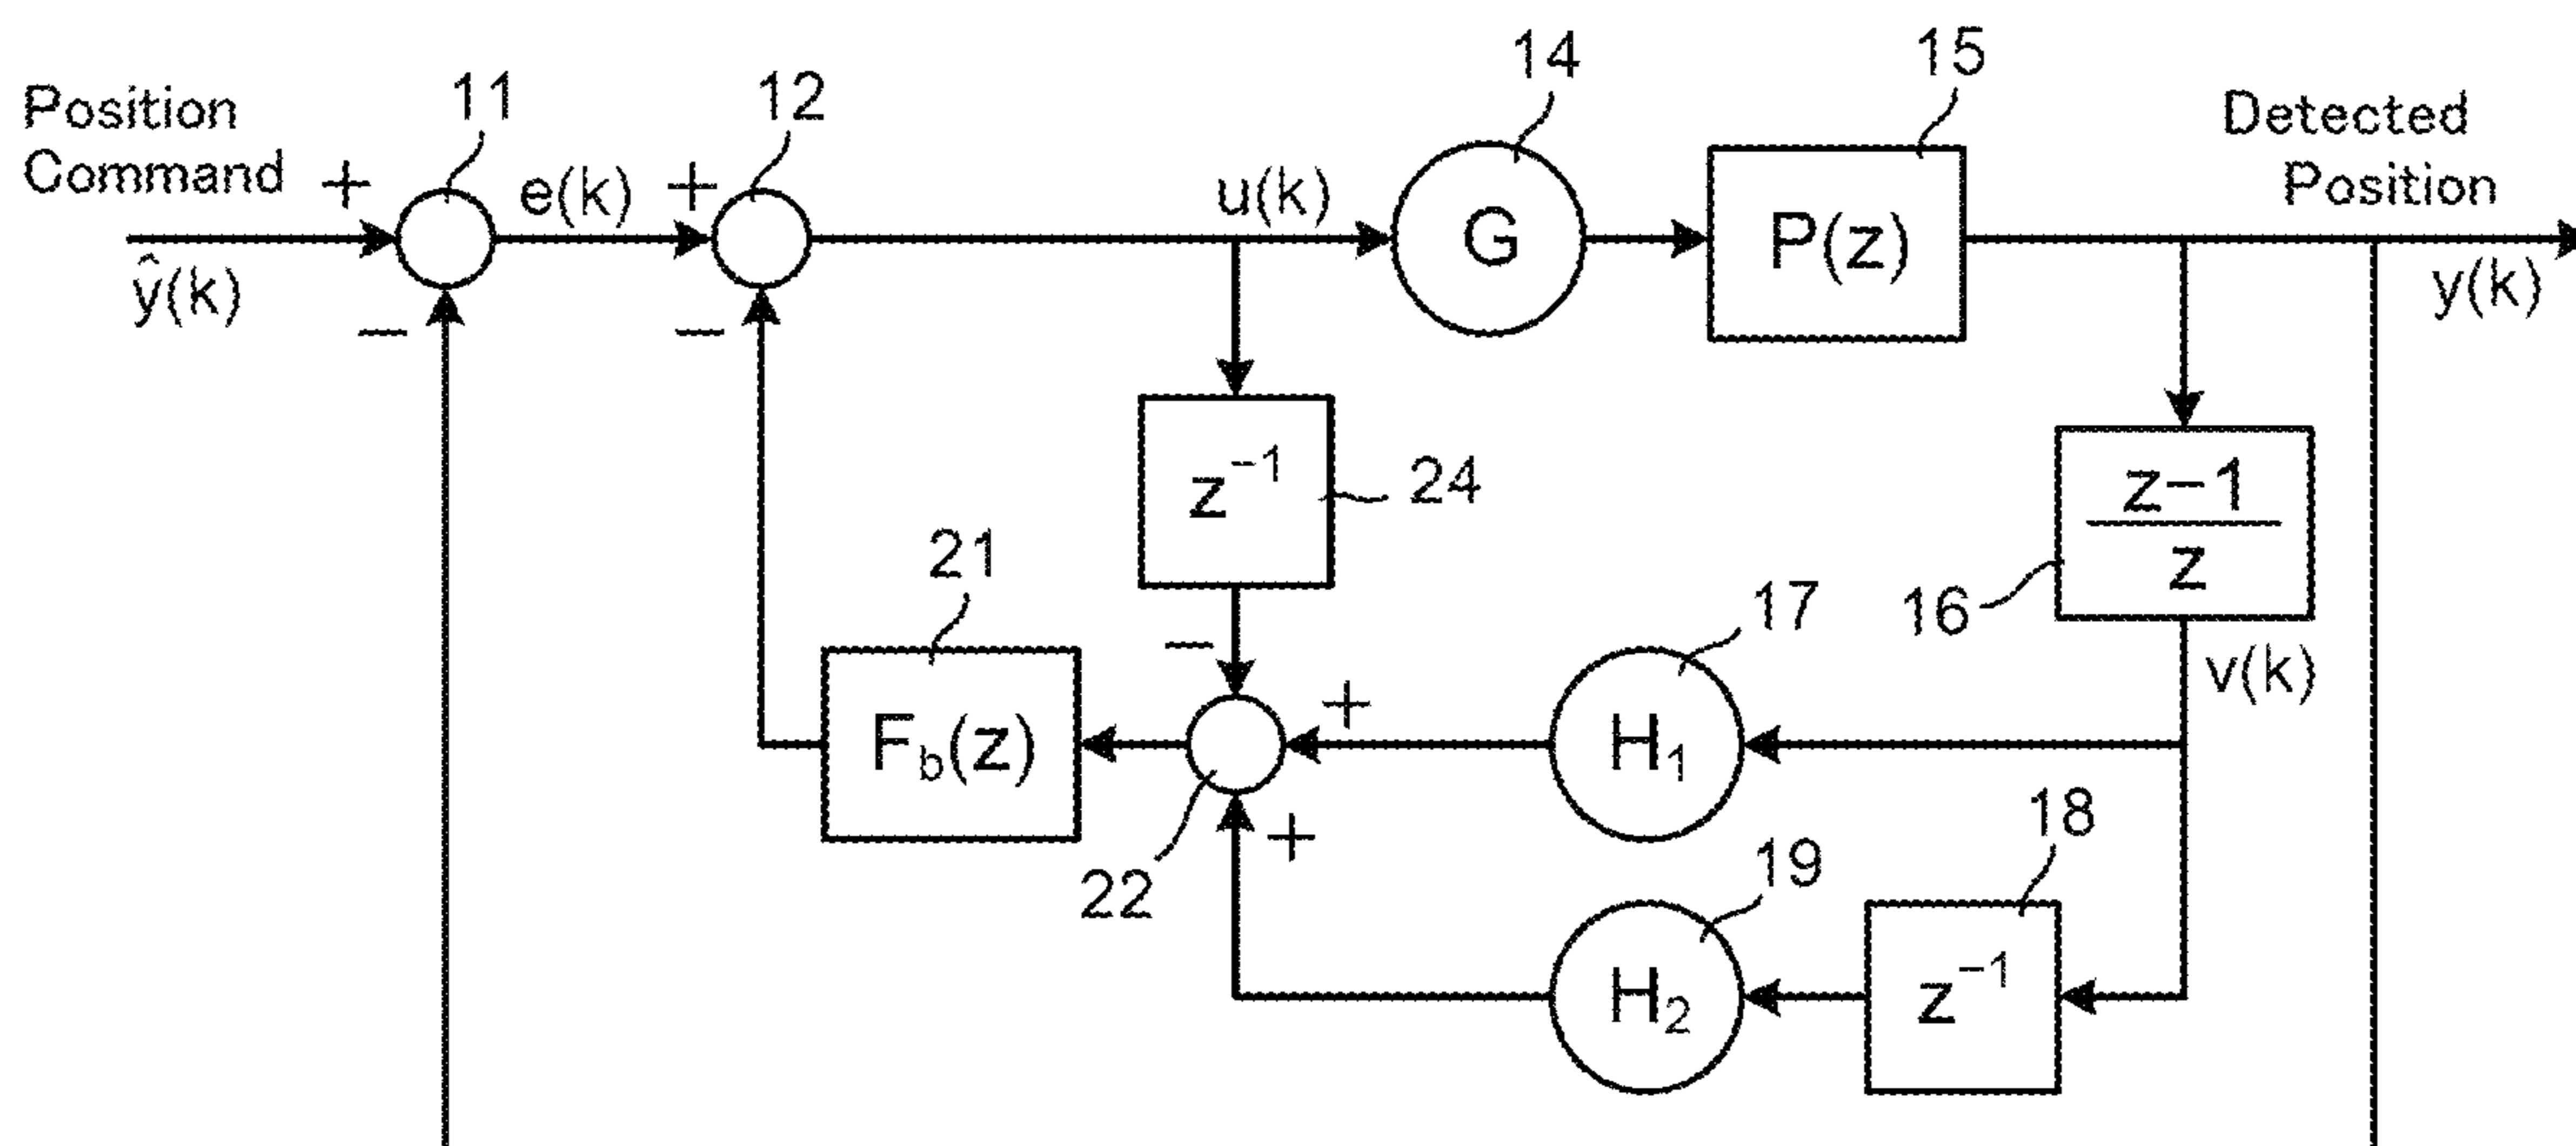 14
15
11
12
Position
Command
Detected
Position
+
e(k)
+
u(k)
G
P(z)
ŷ(k)
−
−
y(k)
z⁻¹
24
z−1
z
21
16
17
−
v(k)
F_b(z)
+
H₁
22
+
18
19
H₂
z⁻¹